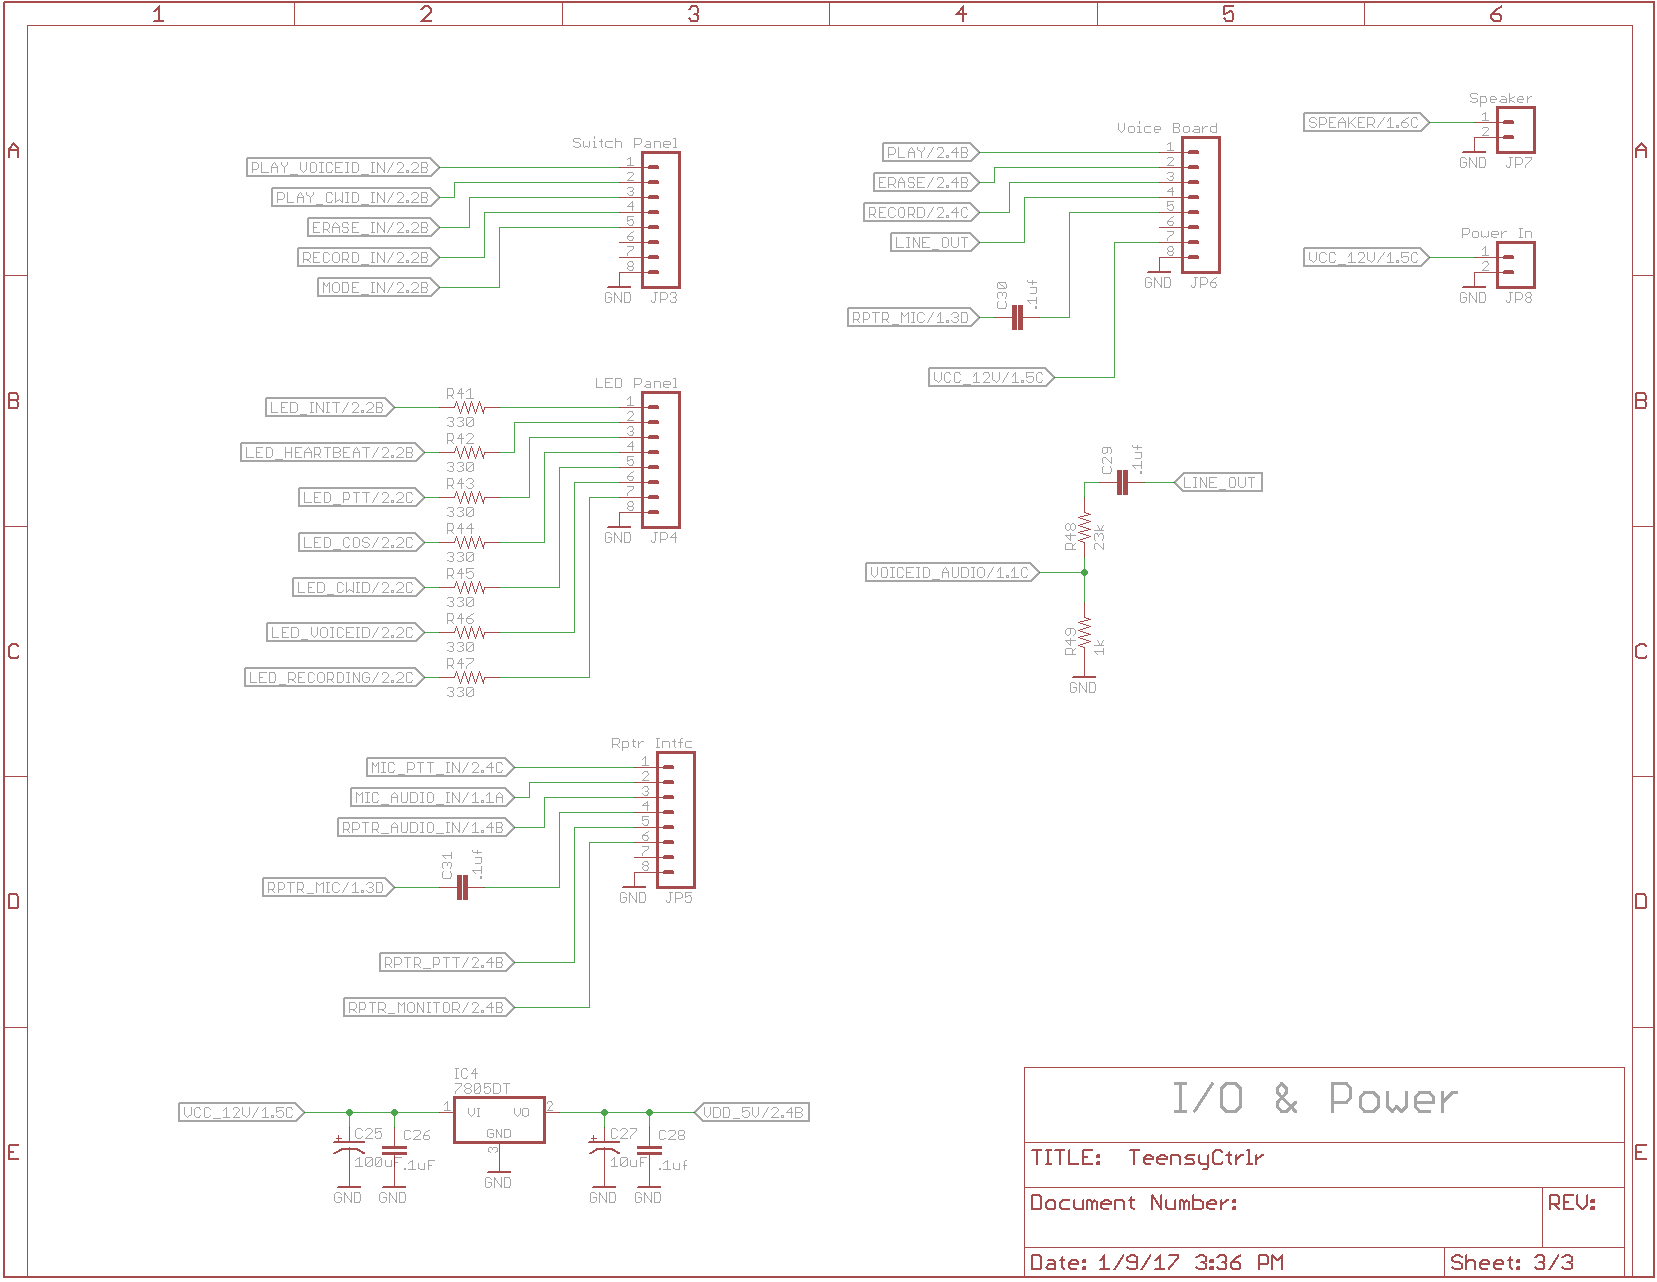 1 2 3 4 5 6
A
B
C
D
E
A
B
C
D
E
Switch Panel
PLAY_VOICEID_IN/2.2B
PLAY_CWID_IN/2.2B
ERASE_IN/2.2B
RECORD_IN/2.2B
MODE_IN/2.2B
1
2
3
4
5
6
7
8
GND JP3
LED Panel
LED_INIT/2.2B
R41
330
LED_HEARTBEAT/2.2B
R42
330
LED_PTT/2.2C
R43
330
LED_COS/2.2C
R44
330
LED_CWID/2.2C
R45
330
LED_VOICEID/2.2C
R46
330
LED_RECORDING/2.2C
R47
330
1
2
3
4
5
6
7
8
GND JP4
Rptr Intfc
MIC_PTT_IN/2.4C
MIC_AUDIO_IN/1.1A
RPTR_AUDIO_IN/1.4B
RPTR_MIC/1.3D
C31
.1uf
RPTR_PTT/2.4B
RPTR_MONITOR/2.4B
1
2
3
4
5
6
7
8
GND JP5
IC4
7805DT
VCC_12V/1.5C
1 VI VO 2
GND
3
GND
VDD_5V/2.4B
+ C25
100uF
GND
C26
.1uF
GND
+ C27
10uF
GND
C28
.1uf
GND
Voice Board
PLAY/2.4B
ERASE/2.4B
RECORD/2.4C
LINE_OUT
RPTR_MIC/1.3D
C30
.1uf
VCC_12V/1.5C
1
2
3
4
5
6
7
8
GND JP6
C29
.1uf
LINE_OUT
R48
23k
VOICEID_AUDIO/1.1C
R49
1k
GND
Speaker
SPEAKER/1.6C
1
2
GND JP7
Power In
VCC_12V/1.5C
1
2
GND JP8
I/O & Power
TITLE: TeensyCtrlr
Document Number:
REV:
Date: 1/9/17 3:36 PM
Sheet: 3/3